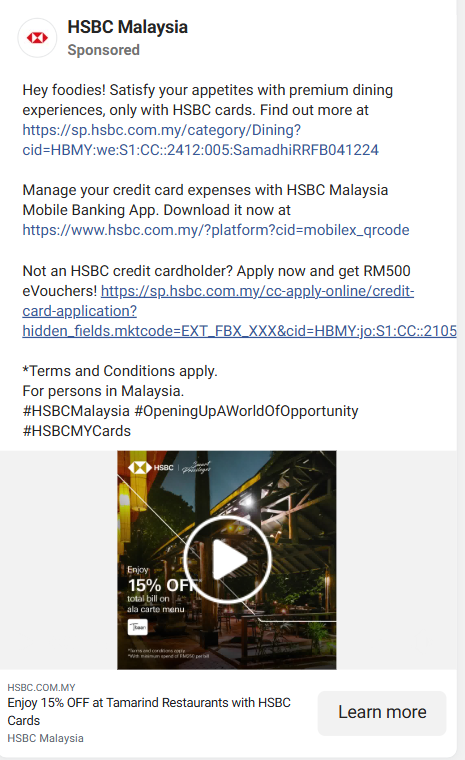 HSBC Malaysia
Sponsored
Hey foodies! Satisfy your appetites with premium dining
experiences, only with HSBC cards. Find out more at
https://sp.hsbc.com.my/category/Dining?
cid=HBMY:we:S1:CC::2412:005:SamadhiRRFB041224
Manage your credit card expenses with HSBC Malaysia
Mobile Banking App. Download it now at
https://www.hsbc.com.my/?platform?cid=mobilex_qrcode
Not an HSBC credit cardholder? Apply now and get RM500
eVouchers! https://sp.hsbc.com.my/cc-apply-online/credit-
card-application?
hidden_fields.mktcode=EXT_FBX_XXX&cid=HBMY:jo:S1:CC::2105
*Terms and Conditions apply.
For persons in Malaysia.
#HSBCMalaysia #OpeningUpAWorldOfOpportunity
#HSBCMYCards
HSBC
Enjoy
15% OFF
total bill on
ala carte menu
*Terms and conditions apply
HSBC.COM.MY
Enjoy 15% OFF at Tamarind Restaurants with HSBC
Cards
HSBC Malaysia
Learn more